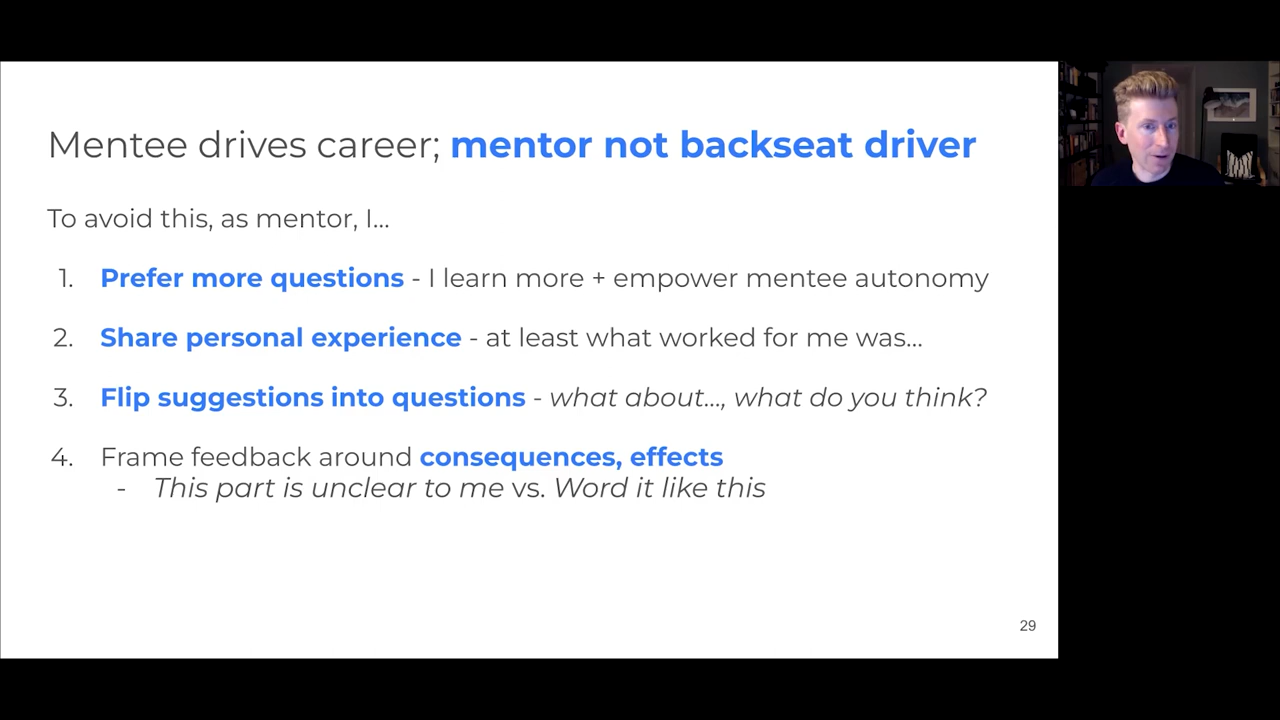 Mentee drives career; mentor not backseat driver
To avoid this, as mentor, I...
1. Prefer more questions - I learn more + empower mentee autonomy
2. Share personal experience - at least what worked for me was...
3. Flip suggestions into questions - what about..., what do you think?
4. Frame feedback around consequences, effects
- This part is unclear to me vs. Word it like this
29